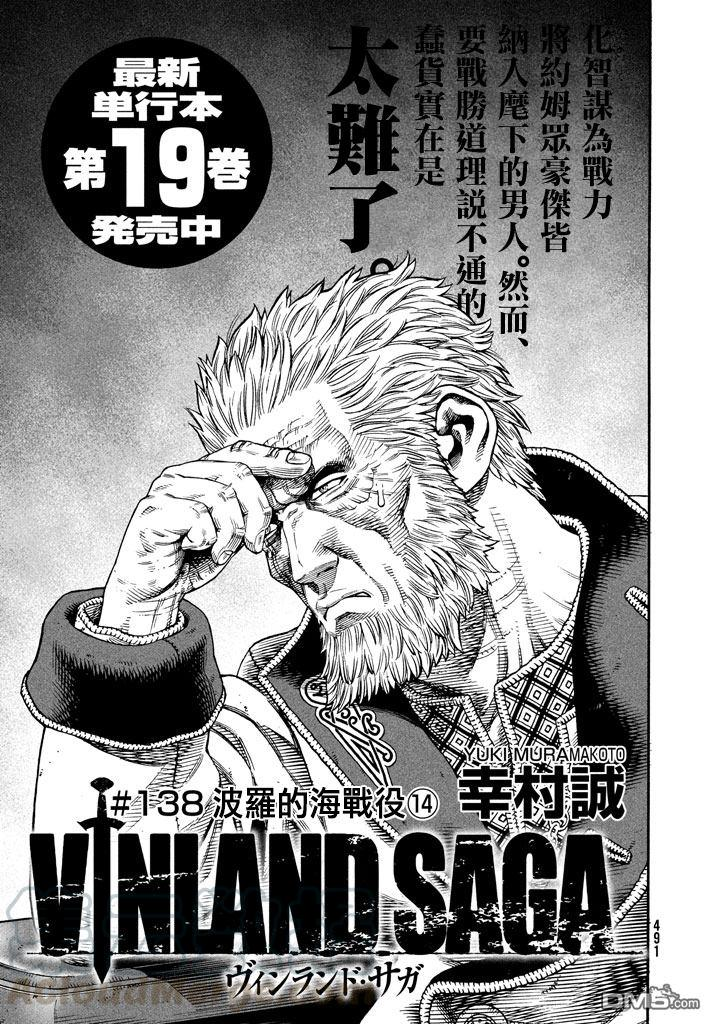 化智謀為戰力
將約姆眾豪傑皆
納入麾下的男人。然而、
要戰勝道理説不通的
蠢貨實在是
太難了。
最新
単行本
第19巻
発売中
YUKI MURAMAKOTO
#138 波羅的海戰役⑭
幸村誠
VINLAND SAGA
ヴィンランド・サガ
491
DM5.com